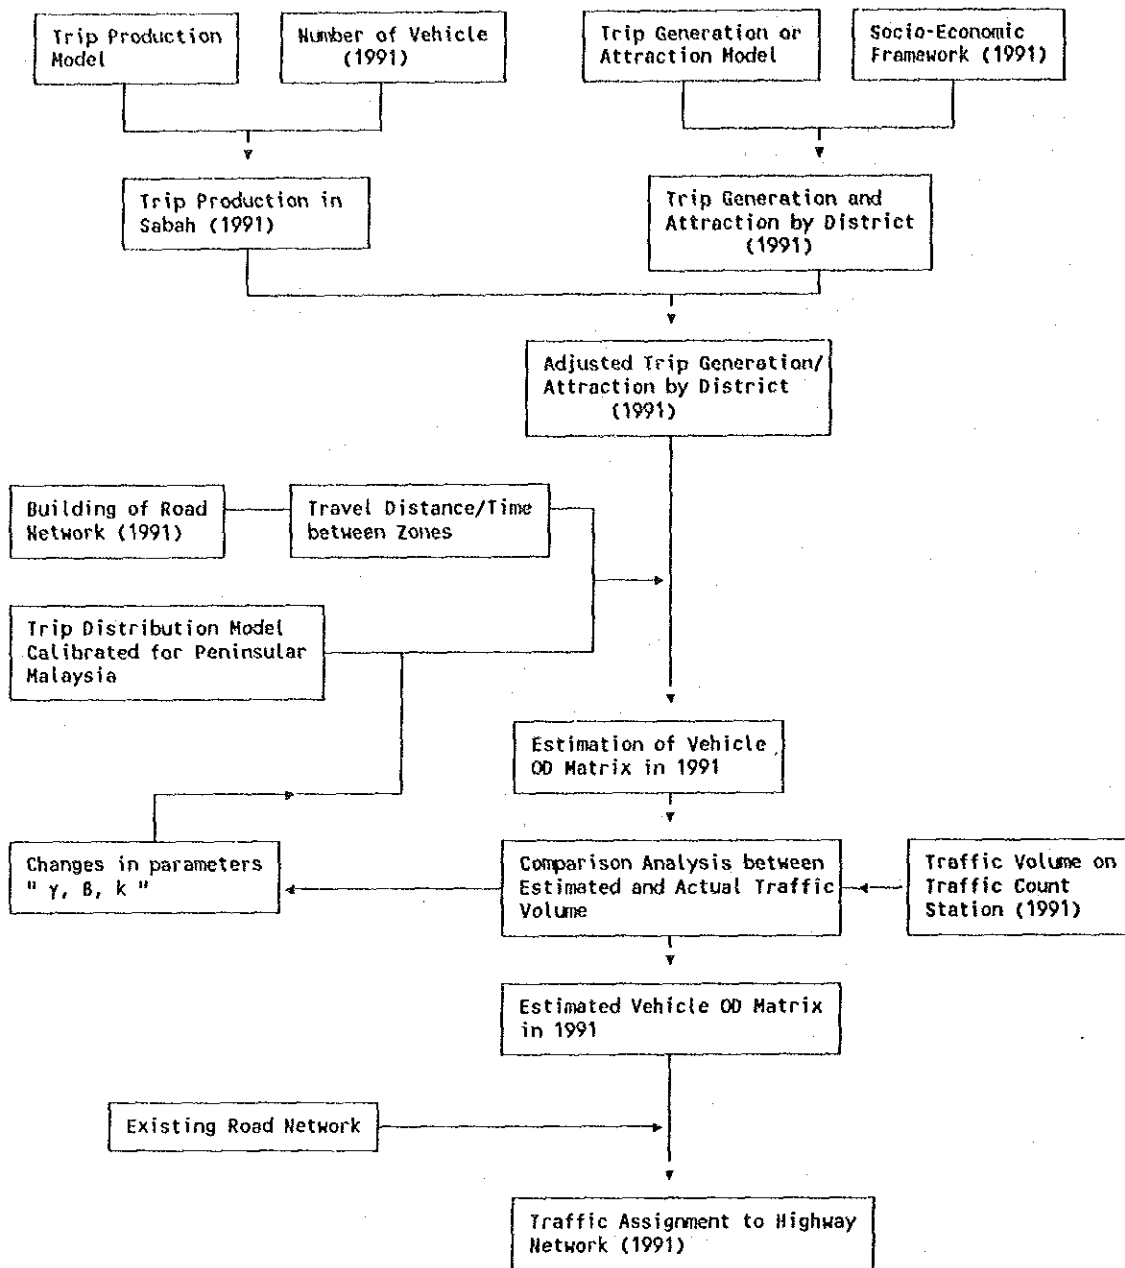 Trip Production
Model
Number of Vehicle
(1991)
Trip Generation or
Attraction Model
Socio-Economic
Framework (1991)
Trip Production in
Sabah (1991)
Trip Generation and
Attraction by District
(1991)
Adjusted Trip Generation/
Attraction by District
(1991)
Building of Road
Network (1991)
Travel Distance/Time
between Zones
Trip Distribution Model
Calibrated for Peninsular
Malaysia
Estimation of Vehicle
OD Matrix in 1991
Changes in parameters
" γ, β, k "
Comparison Analysis between
Estimated and Actual Traffic
Volume
Traffic Volume on
Traffic Count
Station (1991)
Estimated Vehicle OD Matrix
in 1991
Existing Road Network
Traffic Assignment to Highway
Network (1991)